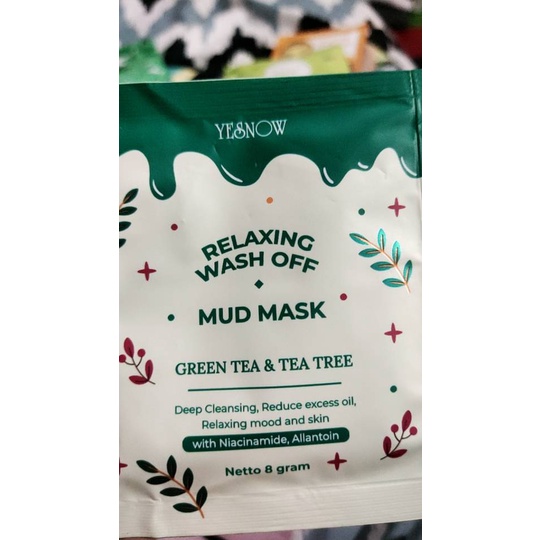 YESNOW
RELAXING
WASH OFF
MUD MASK
GREEN TEA & TEA TREE
Deep Cleansing, Reduce excess oil,
Relaxing mood and skin
with Niacinamide, Allantoin
Netto 8 gram